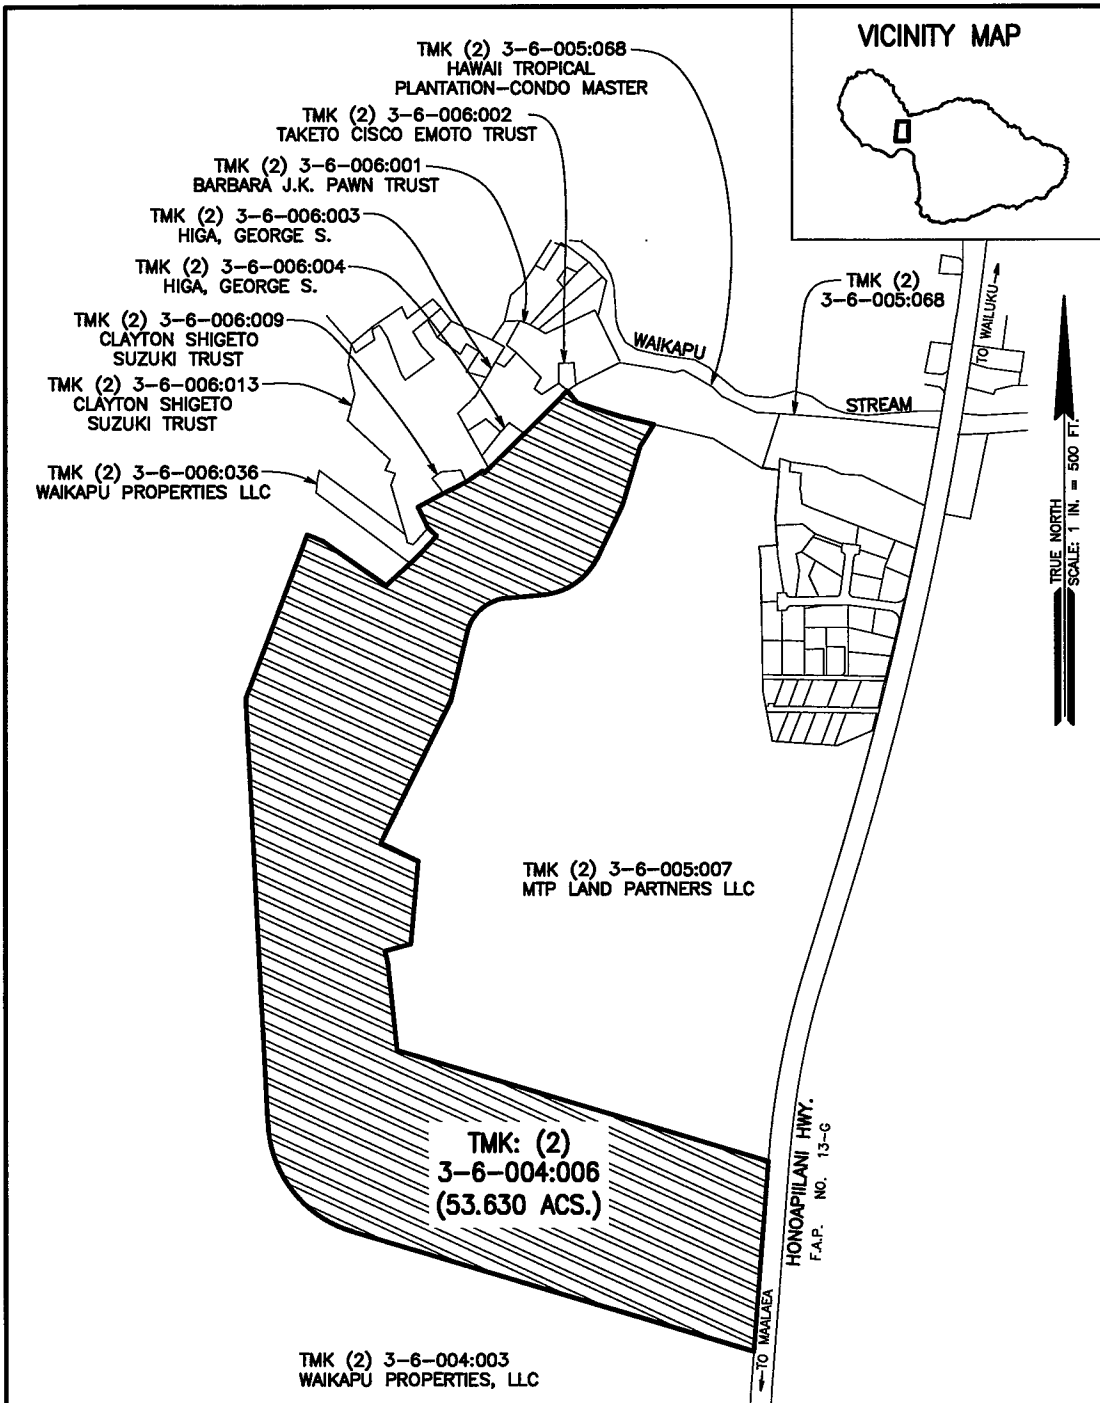 VICINITY MAP
TMK (2) 3-6-005:068
HAWAII TROPICAL
PLANTATION-CONDO MASTER
TMK (2) 3-6-006:002
TAKETO CISCO EMOTO TRUST
TMK (2) 3-6-006:001
BARBARA J.K. PAWN TRUST
TMK (2) 3-6-006:003
HIGA, GEORGE S.
TMK (2) 3-6-006:004
HIGA, GEORGE S.
TMK (2) 3-6-006:009
CLAYTON SHIGETO
SUZUKI TRUST
TMK (2) 3-6-006:013
CLAYTON SHIGETO
SUZUKI TRUST
TMK (2) 3-6-006:036
WAIKAPU PROPERTIES LLC
TMK (2)
3-6-005:068
TO WAILUKU
WAIKAPU
STREAM
TRUE NORTH
SCALE: 1 IN. = 500 FT.
TMK (2) 3-6-005:007
MTP LAND PARTNERS LLC
TMK: (2)
3-6-004:006
(53.630 ACS.)
HONOAPIILANI HWY.
F.A.P. NO. 13-G
TO MAALAEA
TMK (2) 3-6-004:003
WAIKAPU PROPERTIES, LLC